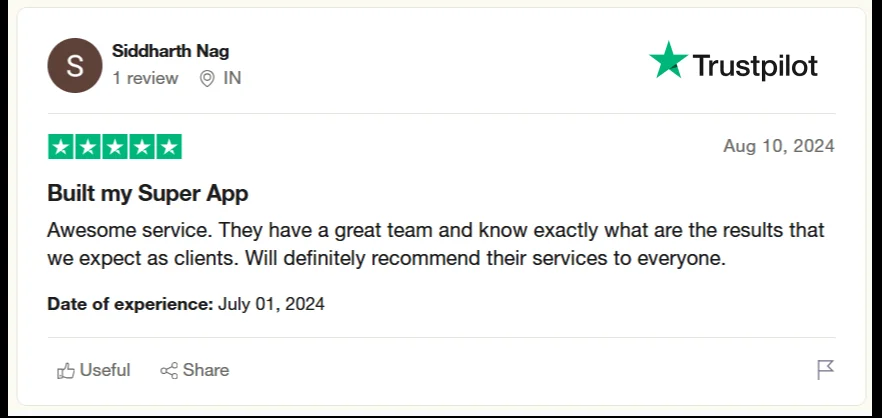 S
Siddharth Nag
1 review IN
Trustpilot
Aug 10, 2024
Built my Super App
Awesome service. They have a great team and know exactly what are the results that
we expect as clients. Will definitely recommend their services to everyone.
Date of experience: July 01, 2024
Useful Share